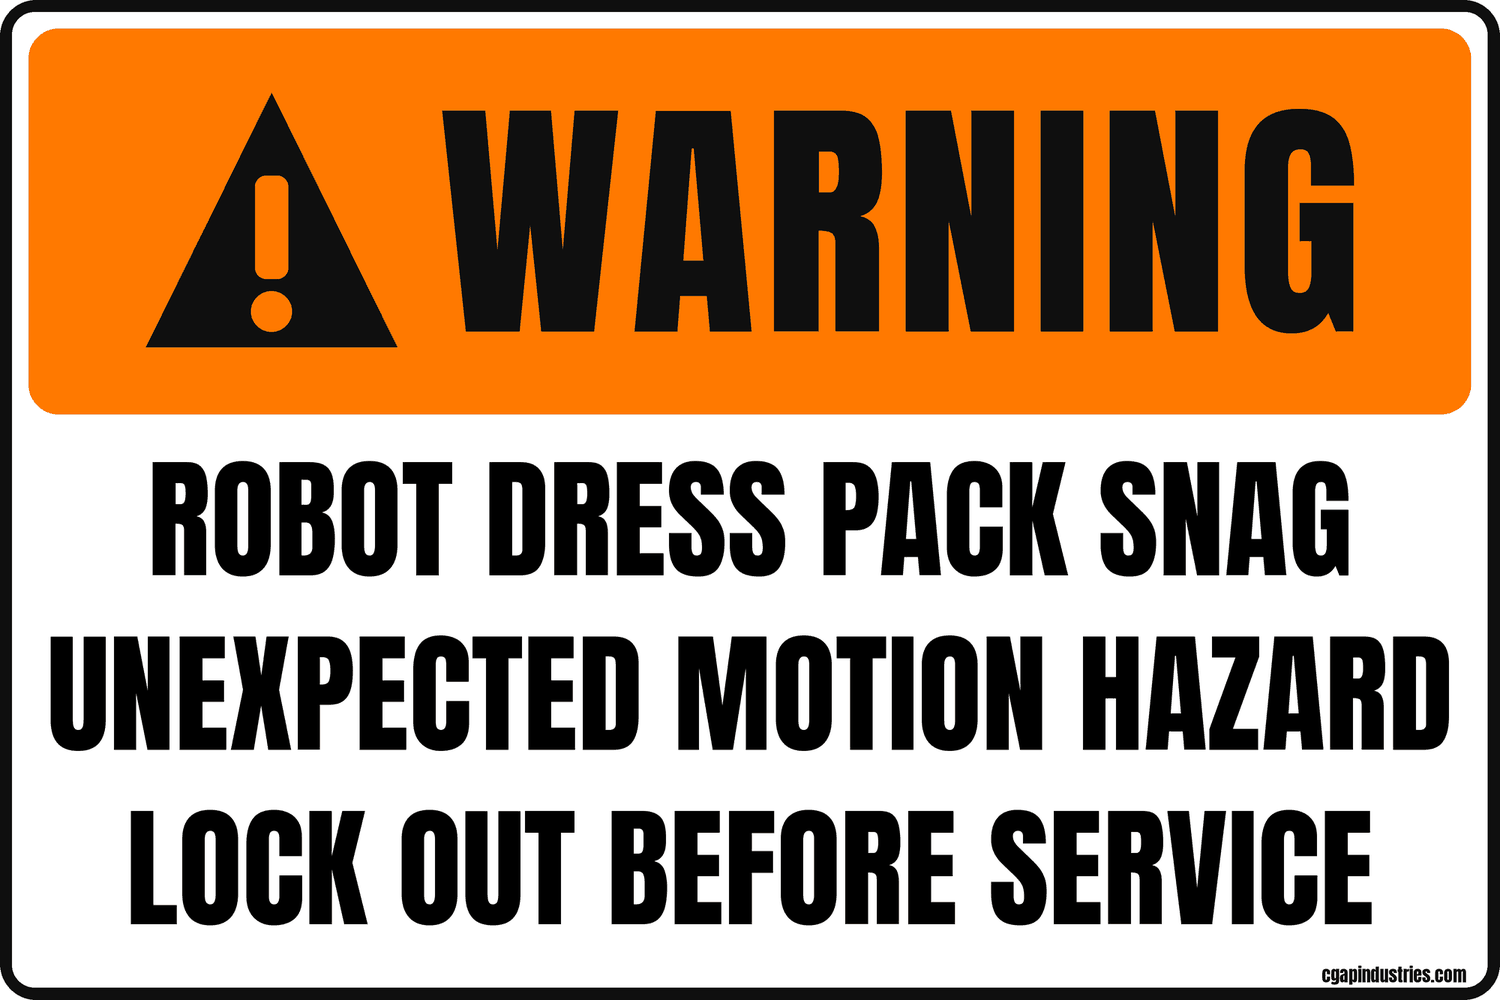 WARNING
ROBOT DRESS PACK SNAG
UNEXPECTED MOTION HAZARD
LOCK OUT BEFORE SERVICE
cgapindustries.com